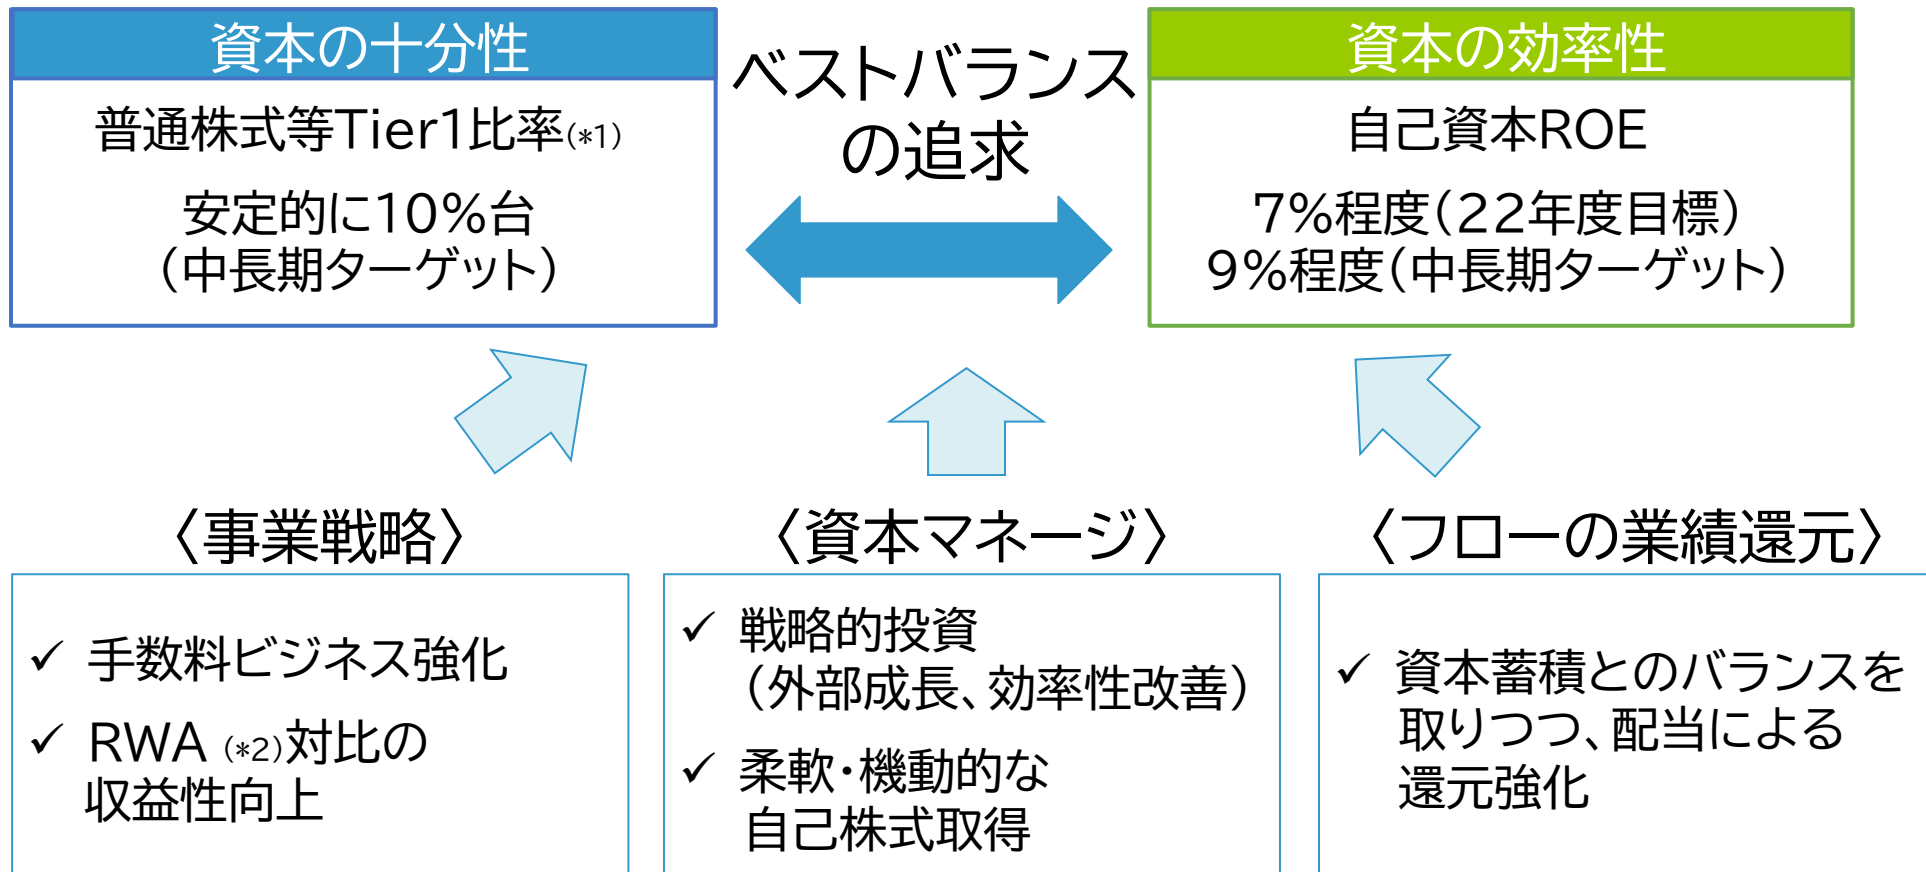 資本の十分性
普通株式等Tier1比率(*1)
安定的に10%台
(中長期ターゲット)
ベストバランス
の追求
資本の効率性
自己資本ROE
7%程度(22年度目標)
9%程度(中長期ターゲット)
〈事業戦略〉
✓ 手数料ビジネス強化
✓ RWA (*2)対比の
収益性向上
〈資本マネージ〉
✓ 戦略的投資
(外部成長、効率性改善)
✓ 柔軟・機動的な
自己株式取得
〈フローの業績還元〉
✓ 資本蓄積とのバランスを
取りつつ、配当による
還元強化